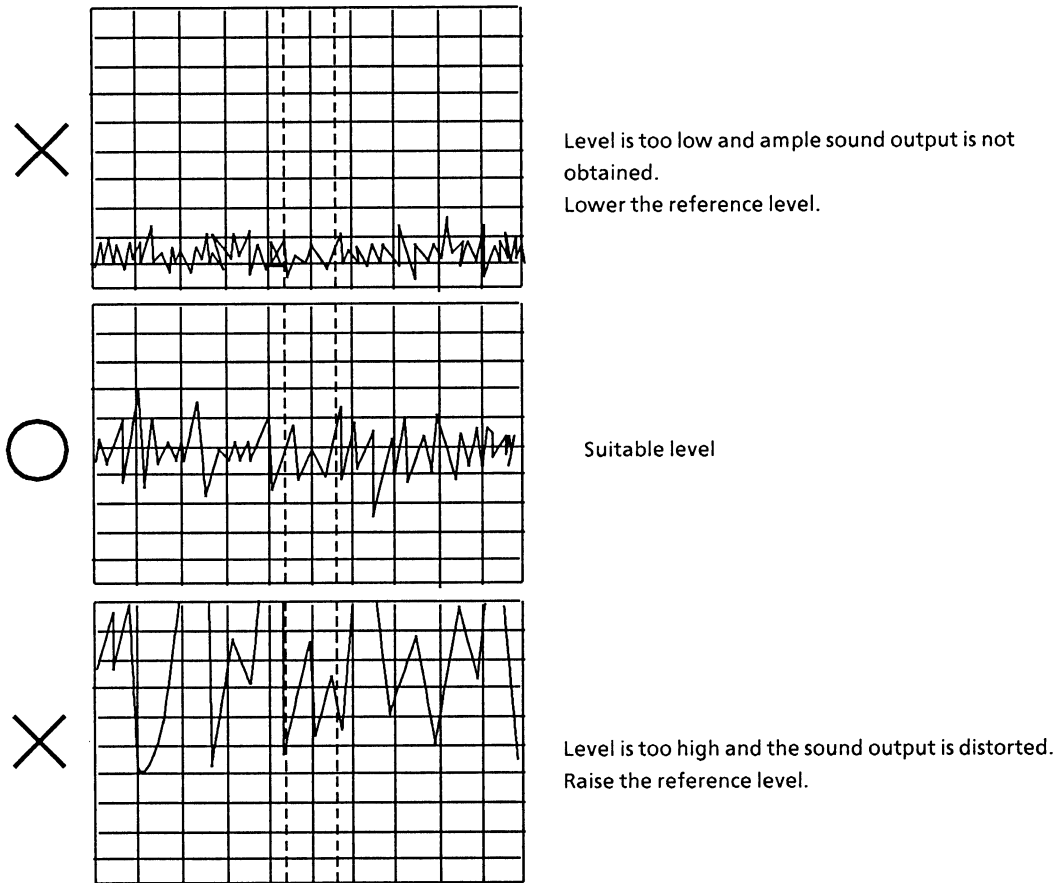 Level is too low and ample sound output is not
obtained.
Lower the reference level.
Suitable level
Level is too high and the sound output is distorted.
Raise the reference level.